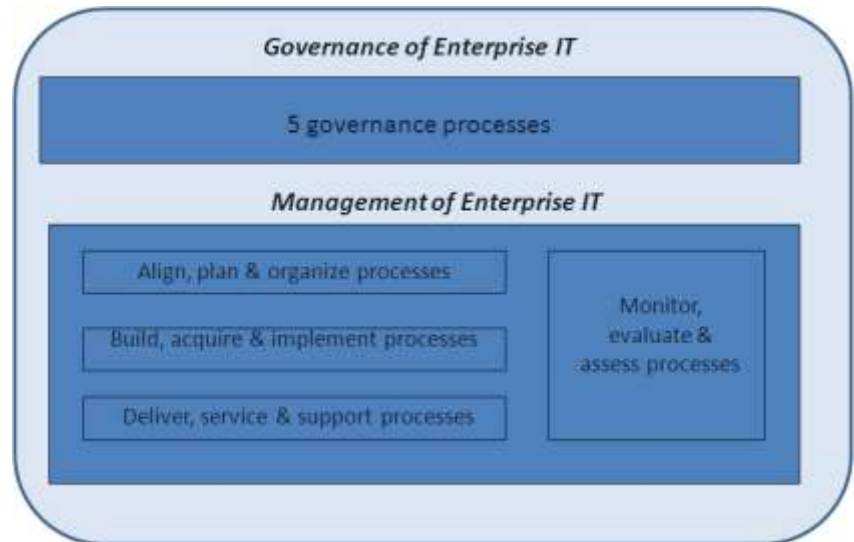 Governance of Enterprise IT
5 governance processes
Management of Enterprise IT
Align, plan & organize processes
Build, acquire & implement processes
Deliver, service & support processes
Monitor,
evaluate &
assess processes